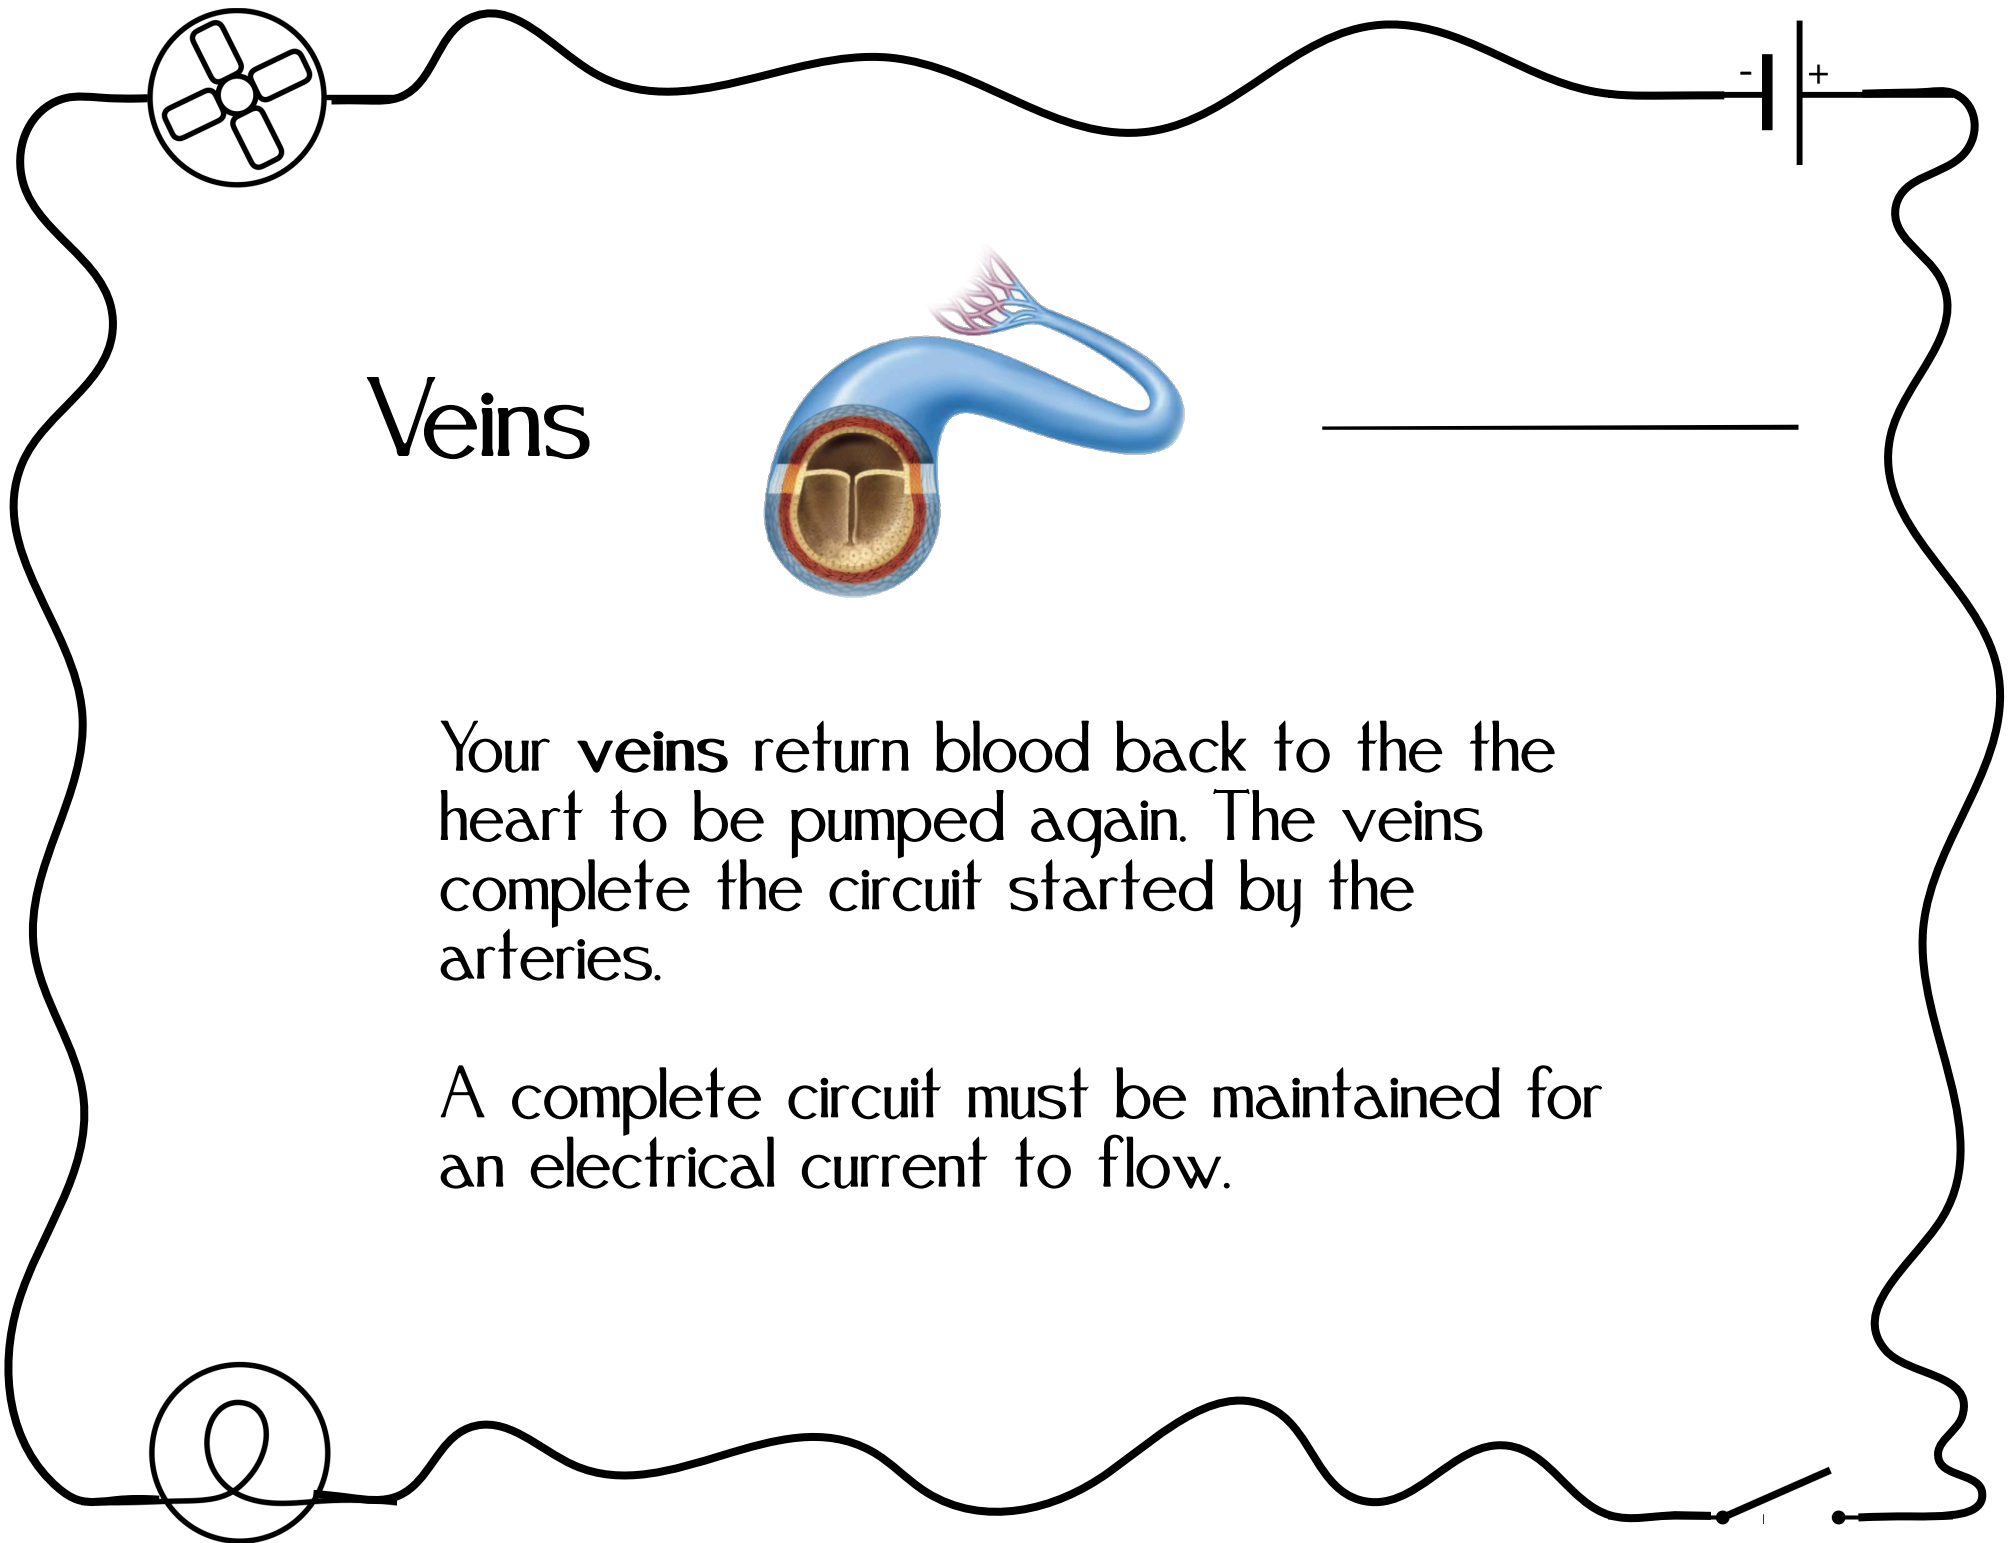 - +
Veins
Your veins return blood back to the the
heart to be pumped again. The veins
complete the circuit started by the
arteries.
A complete circuit must be maintained for
an electrical current to flow.